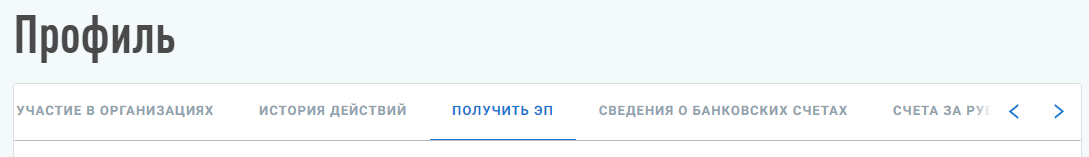 Профиль
УЧАСТИЕ В ОРГАНИЗАЦИЯХ ИСТОРИЯ ДЕЙСТВИЙ ПОЛУЧИТЬ ЭП СВЕДЕНИЯ О БАНКОВСКИХ СЧЕТАХ СЧЕТА ЗА